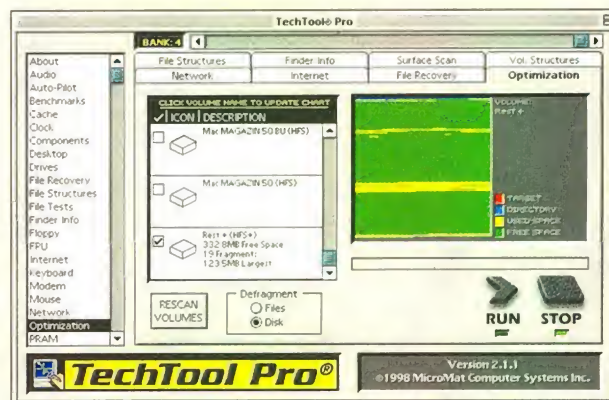 TechTool® Pro
BANK: 4
File Structures
Finder Info
Surface Scan
Vol. Structures
Network
Internet
File Recovery
Optimization
About
Audio
Auto-Pilot
Benchmarks
Cache
Clock
Components
Desktop
Drives
File Recovery
File Structures
File Tests
Finder Info
Floppy
FPU
Internet
Keyboard
Modem
Mouse
Network
Optimization
PRAM
CLICK VOLUME NAME TO UPDATE CHART
✓ ICON DESCRIPTION
Mac MAGAZIN 50 BU (HFS)
Mac MAGAZIN 50 (HFS)
Rest + (HFS+)
332.8MB Free Space
19 Fragments
123.5MB Largest
VOLUME:
Rest +
TARGET
DIRECTORY
USED SPACE
FREE SPACE
RESCAN
VOLUMES
Defragment
Files
Disk
RUN
STOP
TechTool Pro®
Version 2.1.1
©1998 MicroMat Computer Systems Inc.